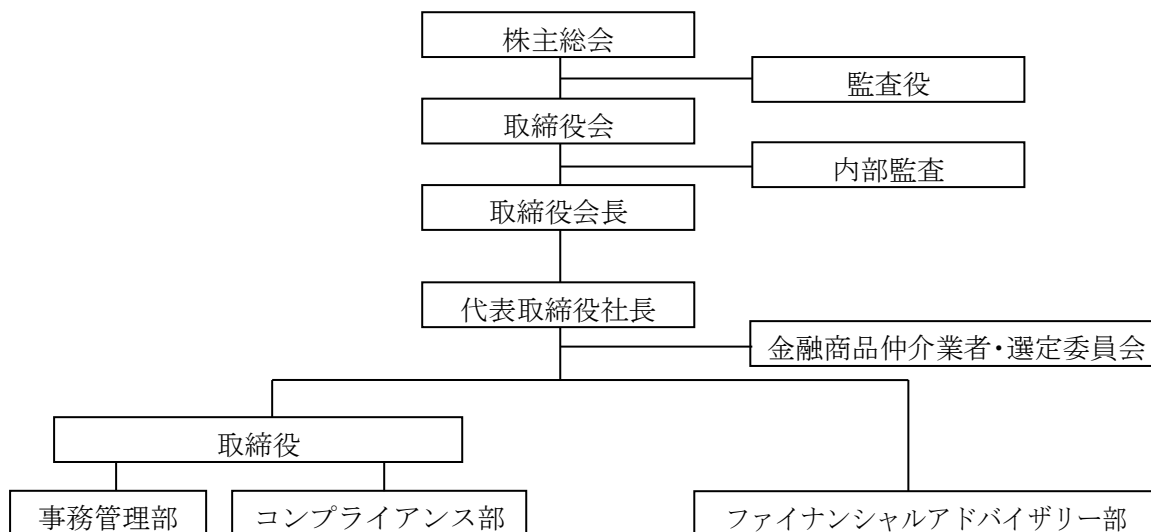 株主総会
監査役
取締役会
内部監査
取締役会長
代表取締役社長
金融商品仲介業者・選定委員会
取締役
事務管理部
コンプライアンス部
ファイナンシャルアドバイザリー部